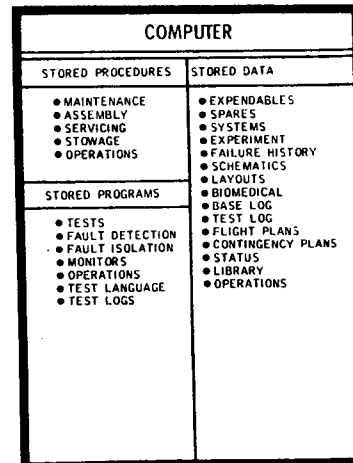 COMPUTER
STORED PROCEDURES
● MAINTENANCE
● ASSEMBLY
● SERVICING
● STOWAGE
● OPERATIONS
STORED PROGRAMS
● TESTS
● FAULT DETECTION
● FAULT ISOLATION
● MONITORS
● OPERATIONS
● TEST LANGUAGE
● TEST LOGS
STORED DATA
● EXPENDABLES
● SPARES
● SYSTEMS
● EXPERIMENT
● FAILURE HISTORY
● SCHEMATICS
● LAYOUTS
● BIOMEDICAL
● BASE LOG
● TEST LOG
● FLIGHT PLANS
● CONTINGENCY PLANS
● STATUS
● LIBRARY
● OPERATIONS